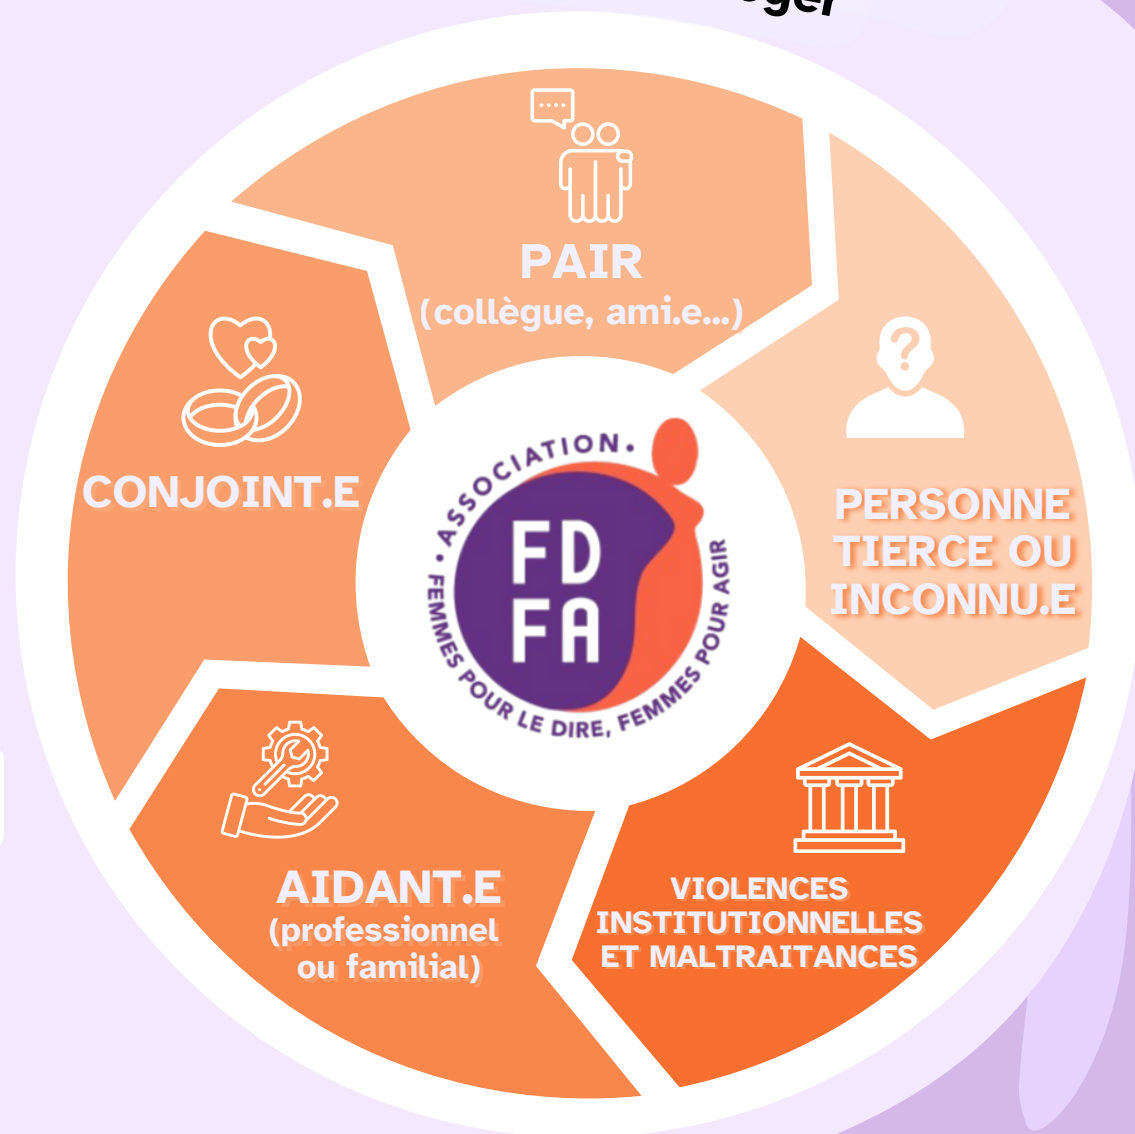 PAIR
(collègue, ami.e...)
CONJOINT.E
PERSONNE
TIERCE OU
INCONNU.E
• ASSOCIATION.
FD
FA
FEMMES POUR LE DIRE, FEMMES POUR AGIR
AIDANT.E
(professionnel
ou familial)
VIOLENCES
INSTITUTIONNELLES
ET MALTRAITANCES